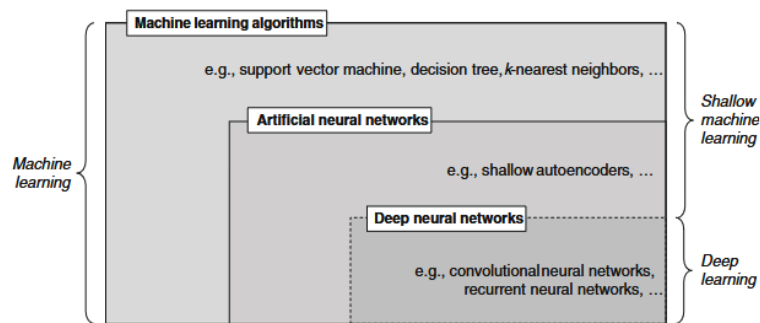 Machine learning algorithms
e.g., support vector machine, decision tree, k-nearest neighbors, …
Artificial neural networks
Shallow
machine
learning
Machine
learning
e.g., shallow autoencoders, …
Deep neural networks
e.g., convolutional neural networks,
recurrent neural networks, …
Deep
learning